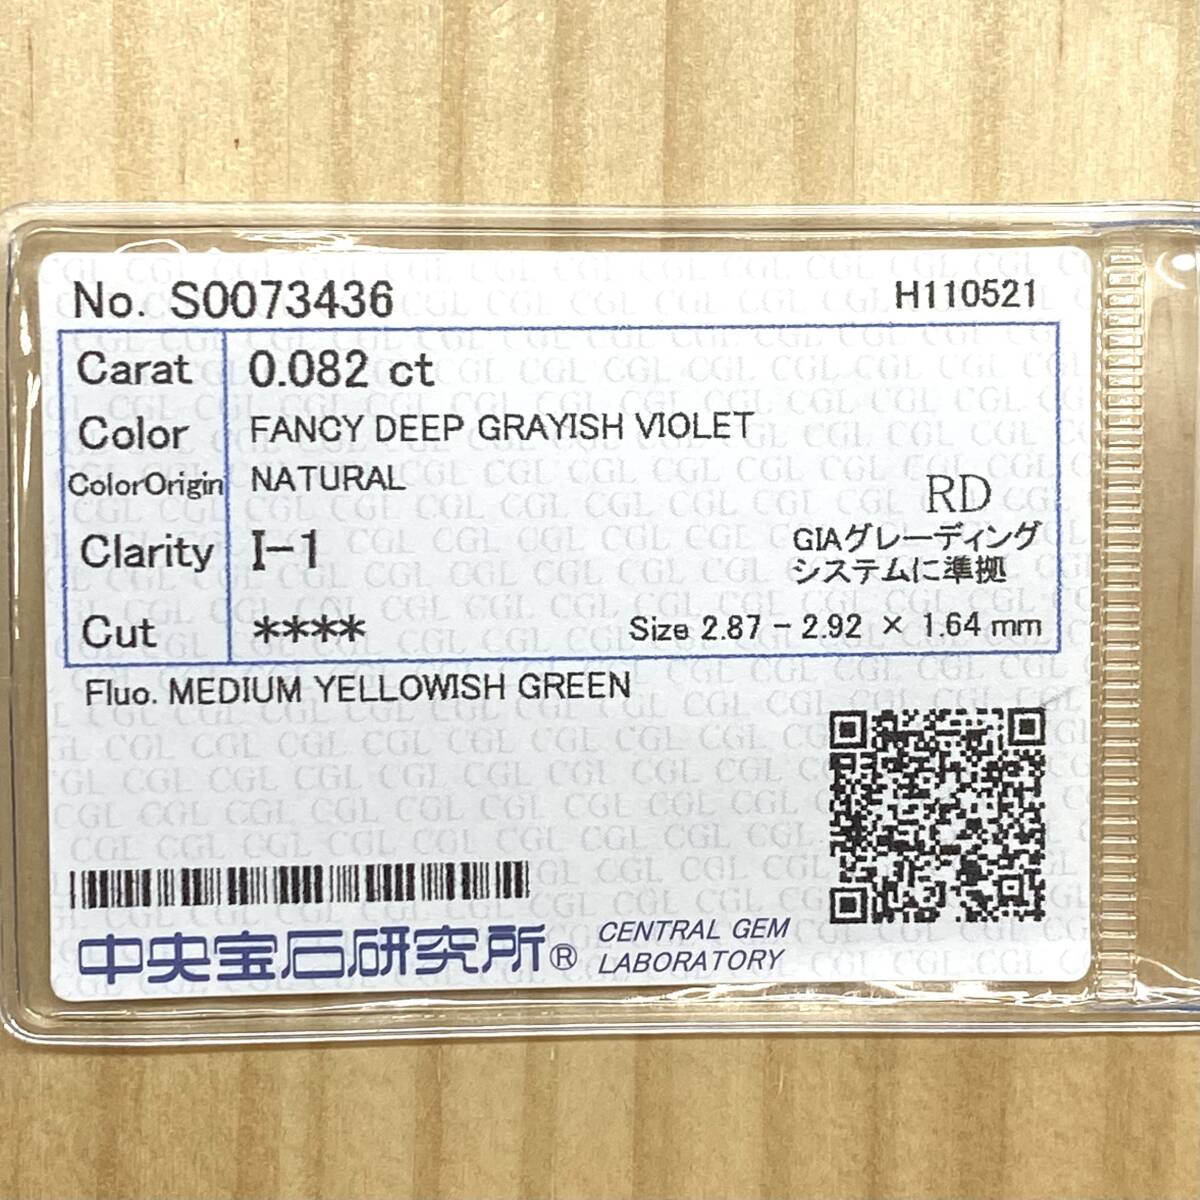 No. S0073436 H110521
Carat 0.082 ct
Color FANCY DEEP GRAYISH VIOLET
ColorOrigin NATURAL
RD
Clarity I-1
GIAグレーディング
システムに準拠
Cut **** Size 2.87 - 2.92 × 1.64 mm
Fluo. MEDIUM YELLOWISH GREEN
中央宝石研究所® CENTRAL GEM
LABORATORY